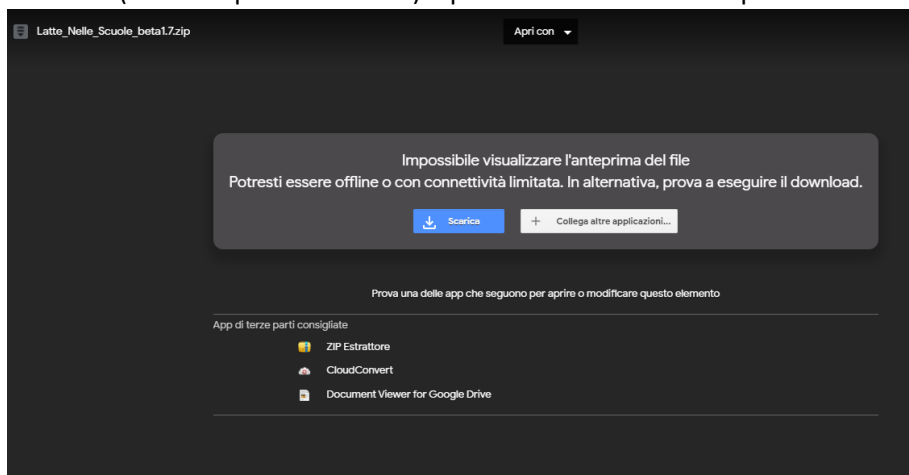 Latte_Nelle_Scuole_beta1.7.zip
Apri con
Impossibile visualizzare l'anteprima del file
Potresti essere offline o con connettività limitata. In alternativa, prova a eseguire il download.
Scarica
+ Collega altre applicazioni...
Prova una delle app che seguono per aprire o modificare questo elemento
App di terze parti consigliate
ZIP Estrattore
CloudConvert
Document Viewer for Google Drive